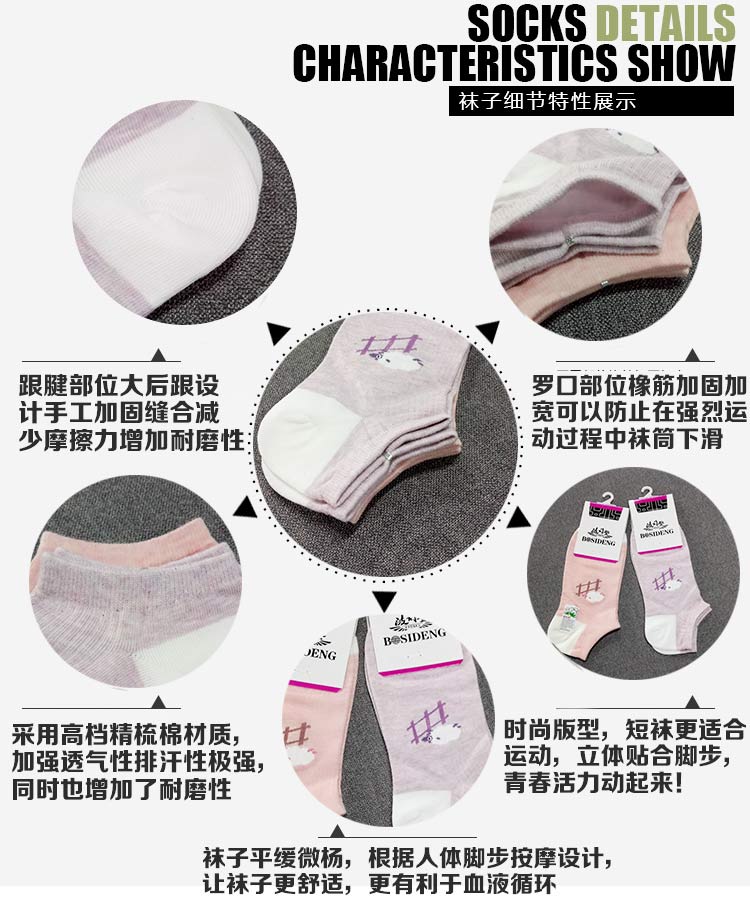 SOCKS DETAILS
CHARACTERISTICS SHOW
袜子细节特性展示
跟腱部位大后跟设
计手工加固缝合减
少摩擦力增加耐磨性
罗口部位橡筋加固加
宽可以防止在强烈运
动过程中袜筒下滑
BOSIDENG
BOSIDENG
SIDENG
BOSIDENG
采用高档精梳棉材质,
加强透气性排汗性极强,
同时也增加了耐磨性
时尚版型，短袜更适合
运动，立体贴合脚步,
青春活力动起来！
袜子平缓微杨，根据人体脚步按摩设计,
让袜子更舒适，更有利于血液循环